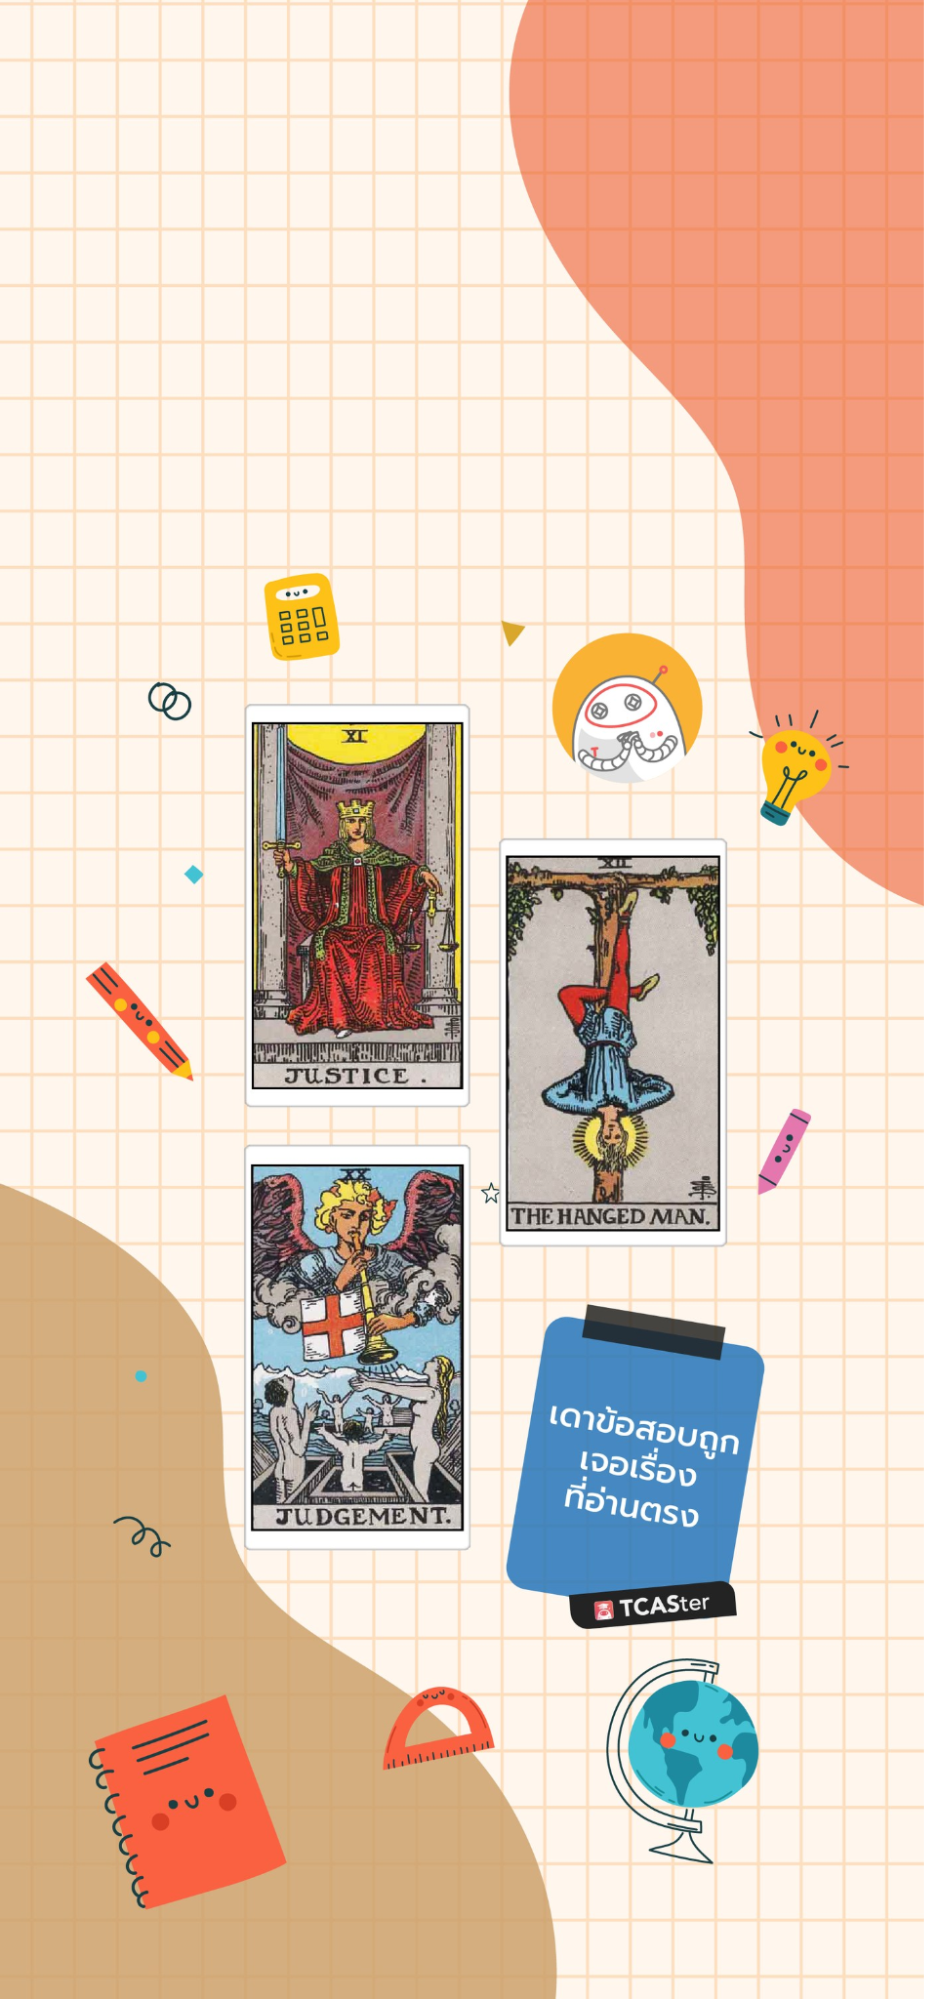 XI
JUSTICE .
XII
THE HANGED MAN.
XX
JUDGEMENT.
เดาข้อสอบถูก
เจอเรื่อง
ที่อ่านตรง
TCASter
T